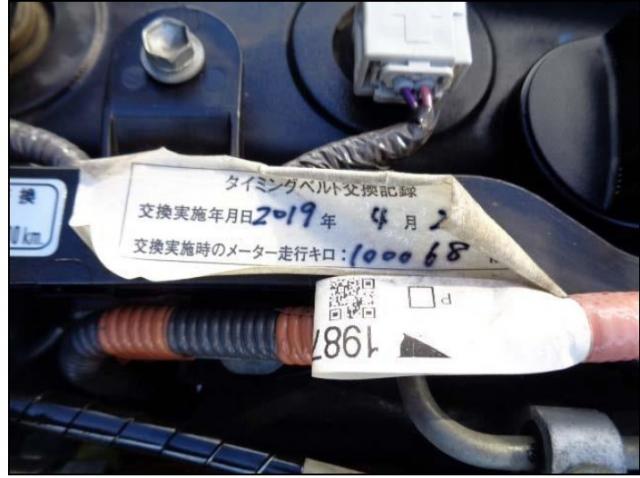 タイミングベルト交換記録
交換実施年月日2019年 4月 2
交換実施時のメーター走行キロ:100068
換
0 km.
P
1987